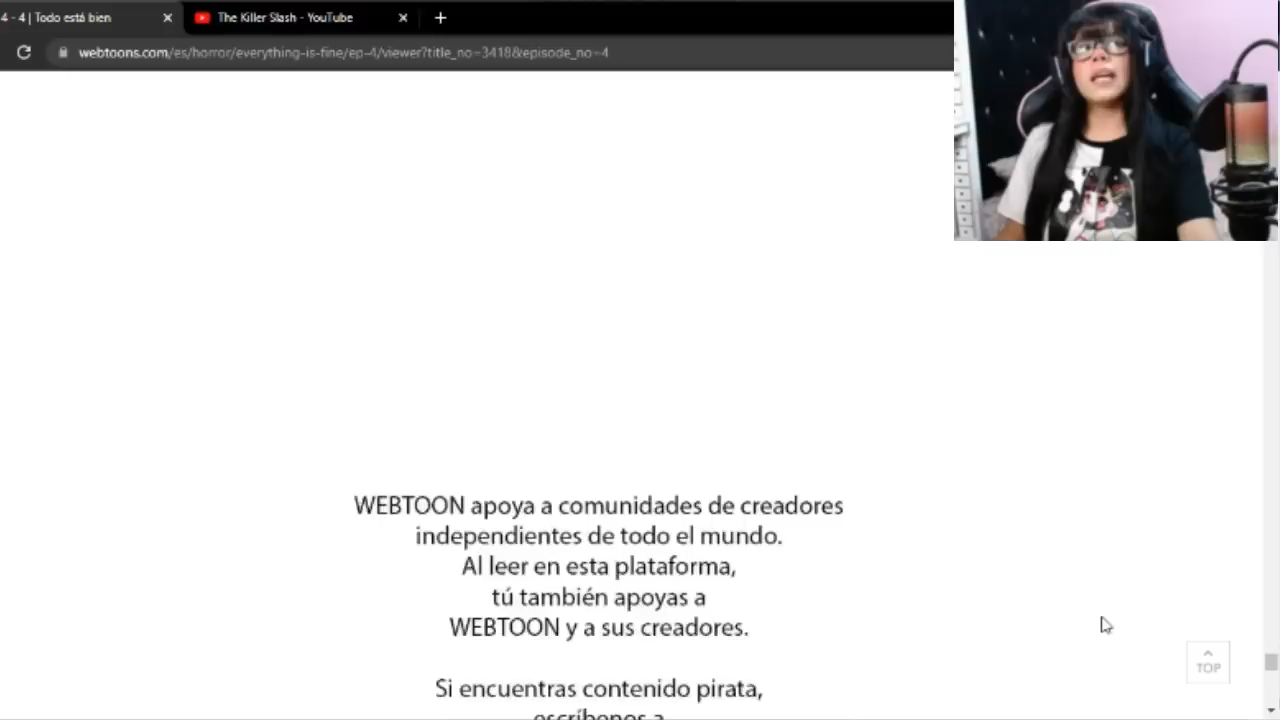 4 - 4 | Todo está bien
The Killer Slash - YouTube
webtoons.com/es/horror/everything-is-fine/ep-4/viewer?title_no=3418&episode_no=4
WEBTOON apoya a comunidades de creadores
independientes de todo el mundo.
Al leer en esta plataforma,
tú también apoyas a
WEBTOON y a sus creadores.
TOP
Si encuentras contenido pirata,
escríbenos a